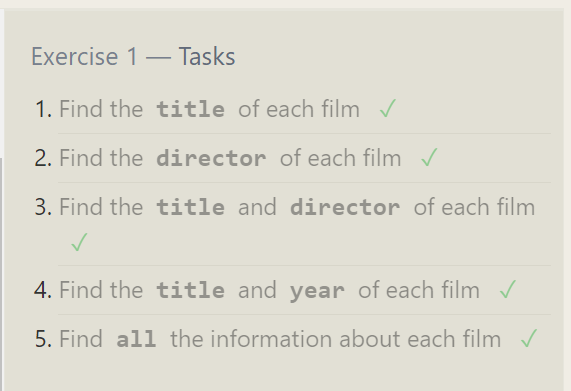 Exercise 1 — Tasks
1. Find the title of each film ✓
2. Find the director of each film ✓
3. Find the title and director of each film
✓
4. Find the title and year of each film ✓
5. Find all the information about each film ✓